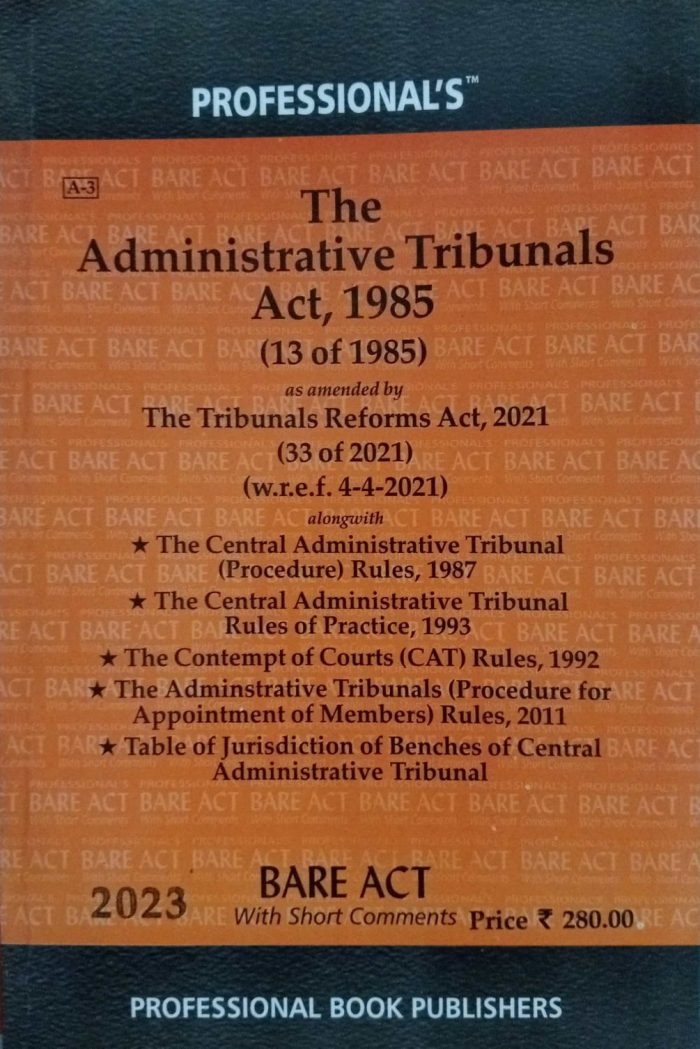 PROFESSIONAL'S™
A-3
The
Administrative Tribunals
Act, 1985
(13 of 1985)
as amended by
The Tribunals Reforms Act, 2021
(33 of 2021)
(w.r.e.f. 4-4-2021)
alongwith
★ The Central Administrative Tribunal
(Procedure) Rules, 1987
★ The Central Administrative Tribunal
Rules of Practice, 1993
★ The Contempt of Courts (CAT) Rules, 1992
★ The Adminstrative Tribunals (Procedure for
Appointment of Members) Rules, 2011
★ Table of Jurisdiction of Benches of Central
Administrative Tribunal
BARE ACT
2023
With Short Comments
Price ₹ 280.00
PROFESSIONAL BOOK PUBLISHERS